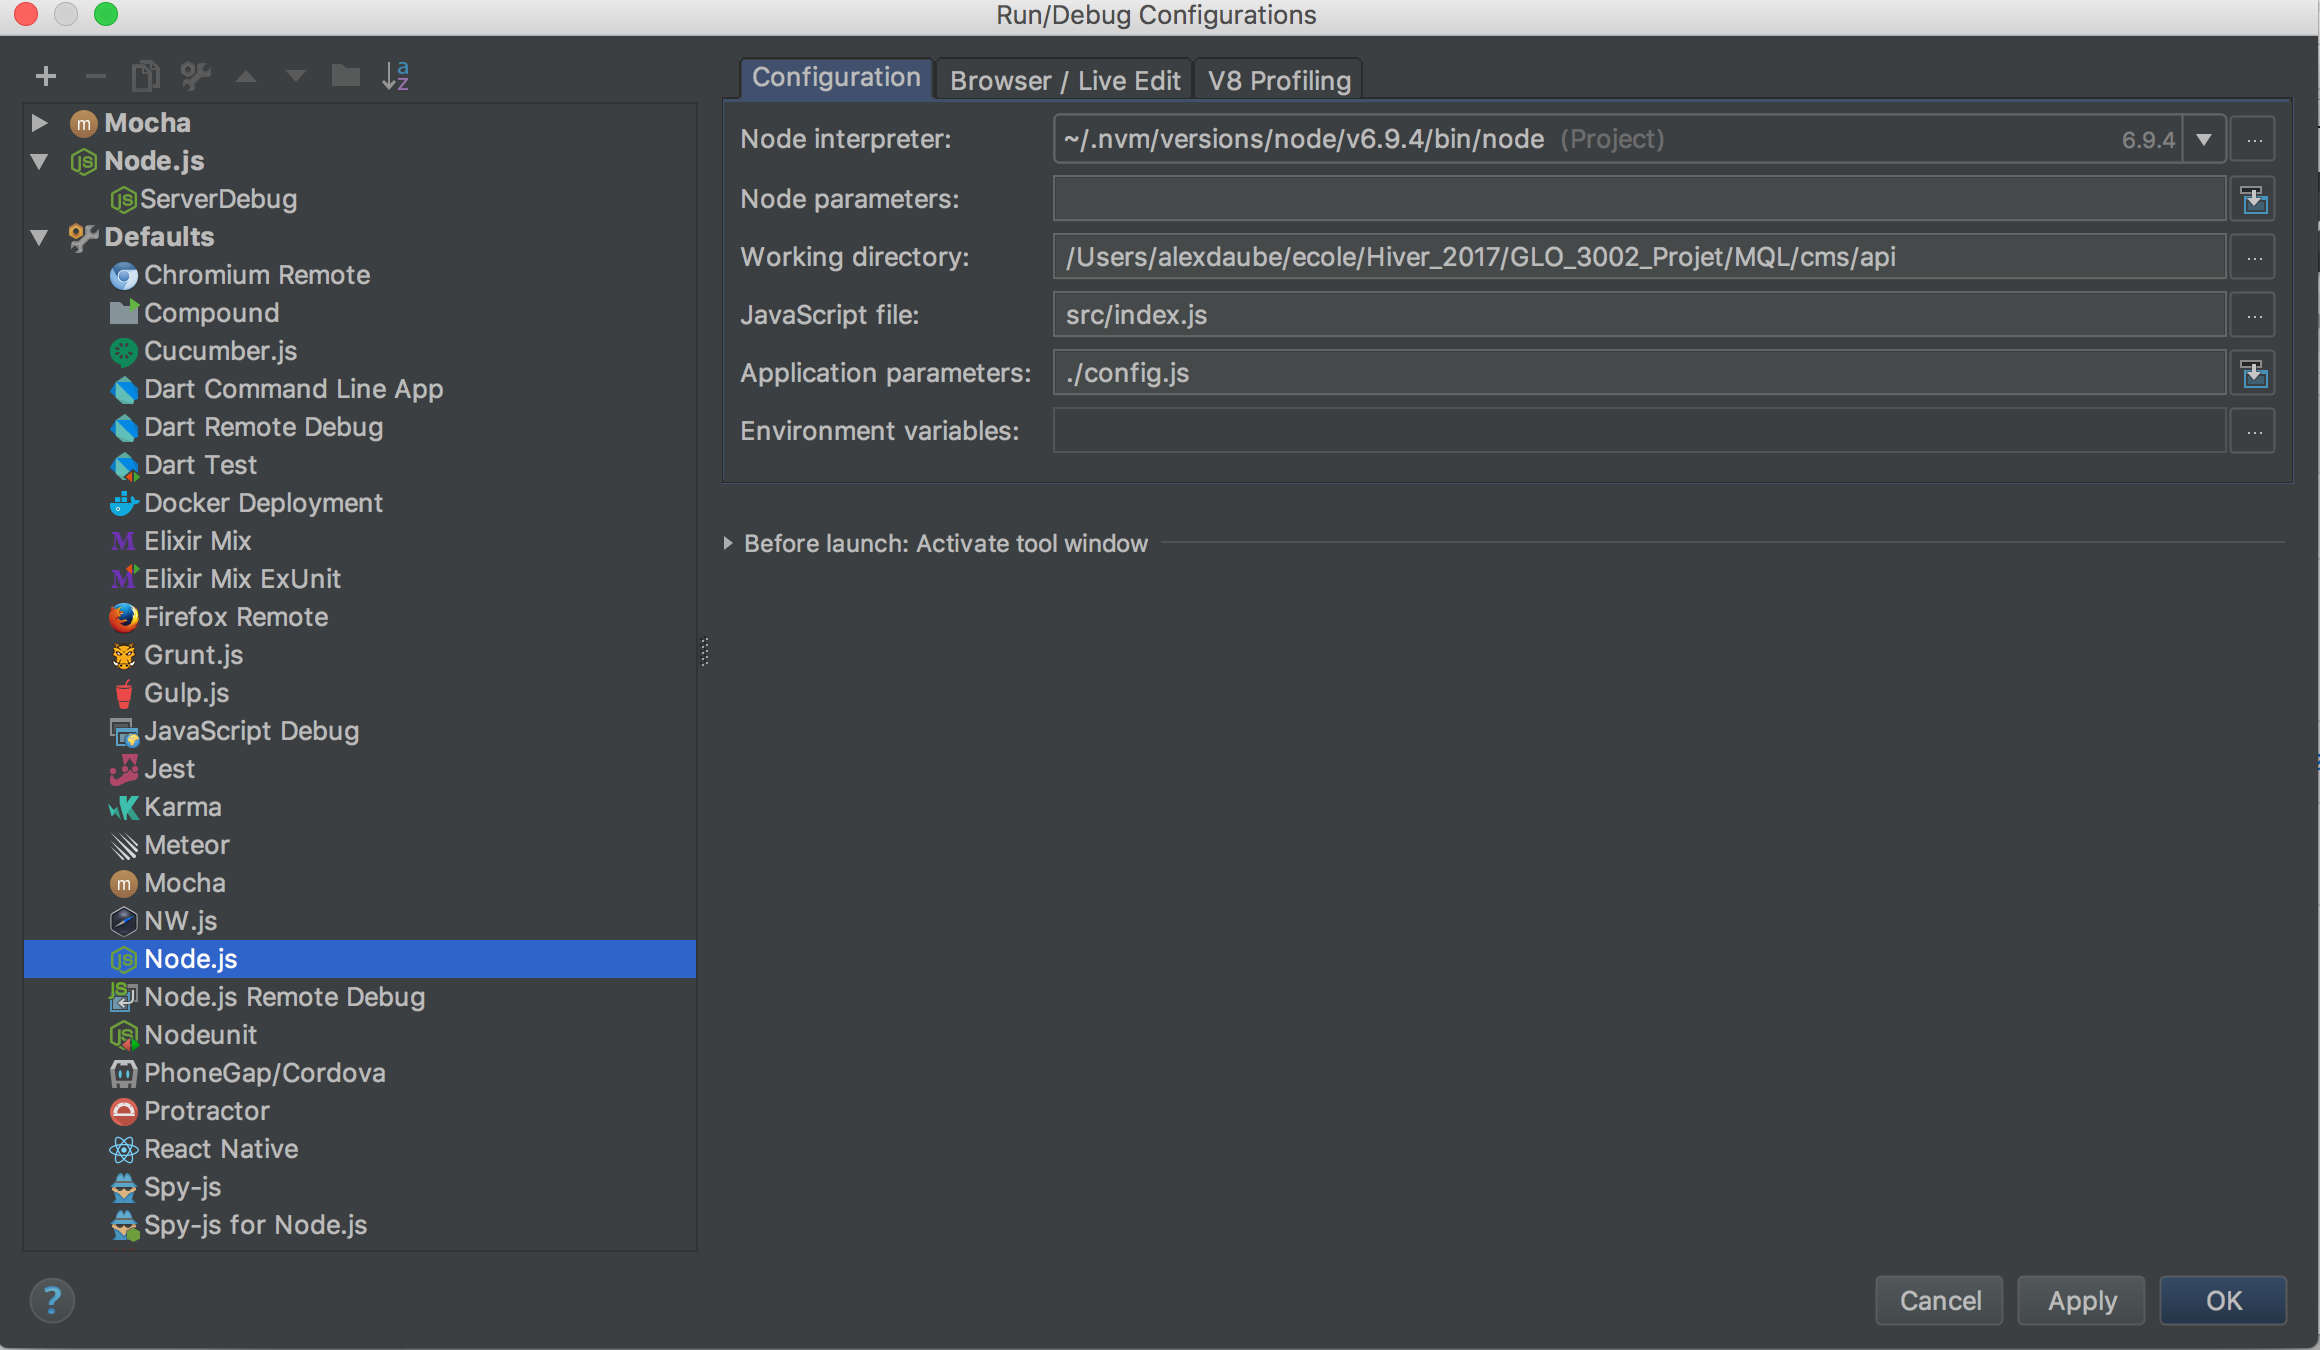 Run/Debug Configurations
Mocha
Node.js
ServerDebug
Defaults
Chromium Remote
Compound
Cucumber.js
Dart Command Line App
Dart Remote Debug
Dart Test
Docker Deployment
Elixir Mix
Elixir Mix ExUnit
Firefox Remote
Grunt.js
Gulp.js
JavaScript Debug
Jest
Karma
Meteor
Mocha
NW.js
Node.js
Node.js Remote Debug
Nodeunit
PhoneGap/Cordova
Protractor
React Native
Spy-js
Spy-js for Node.js
Configuration Browser / Live Edit V8 Profiling
Node interpreter: ~/.nvm/versions/node/v6.9.4/bin/node (Project) 6.9.4 ...
Node parameters:
Working directory: /Users/alexdaube/ecole/Hiver_2017/GLO_3002_Projet/MQL/cms/api ...
JavaScript file: src/index.js ...
Application parameters: ./config.js
Environment variables: ...
Before launch: Activate tool window
? Cancel Apply OK